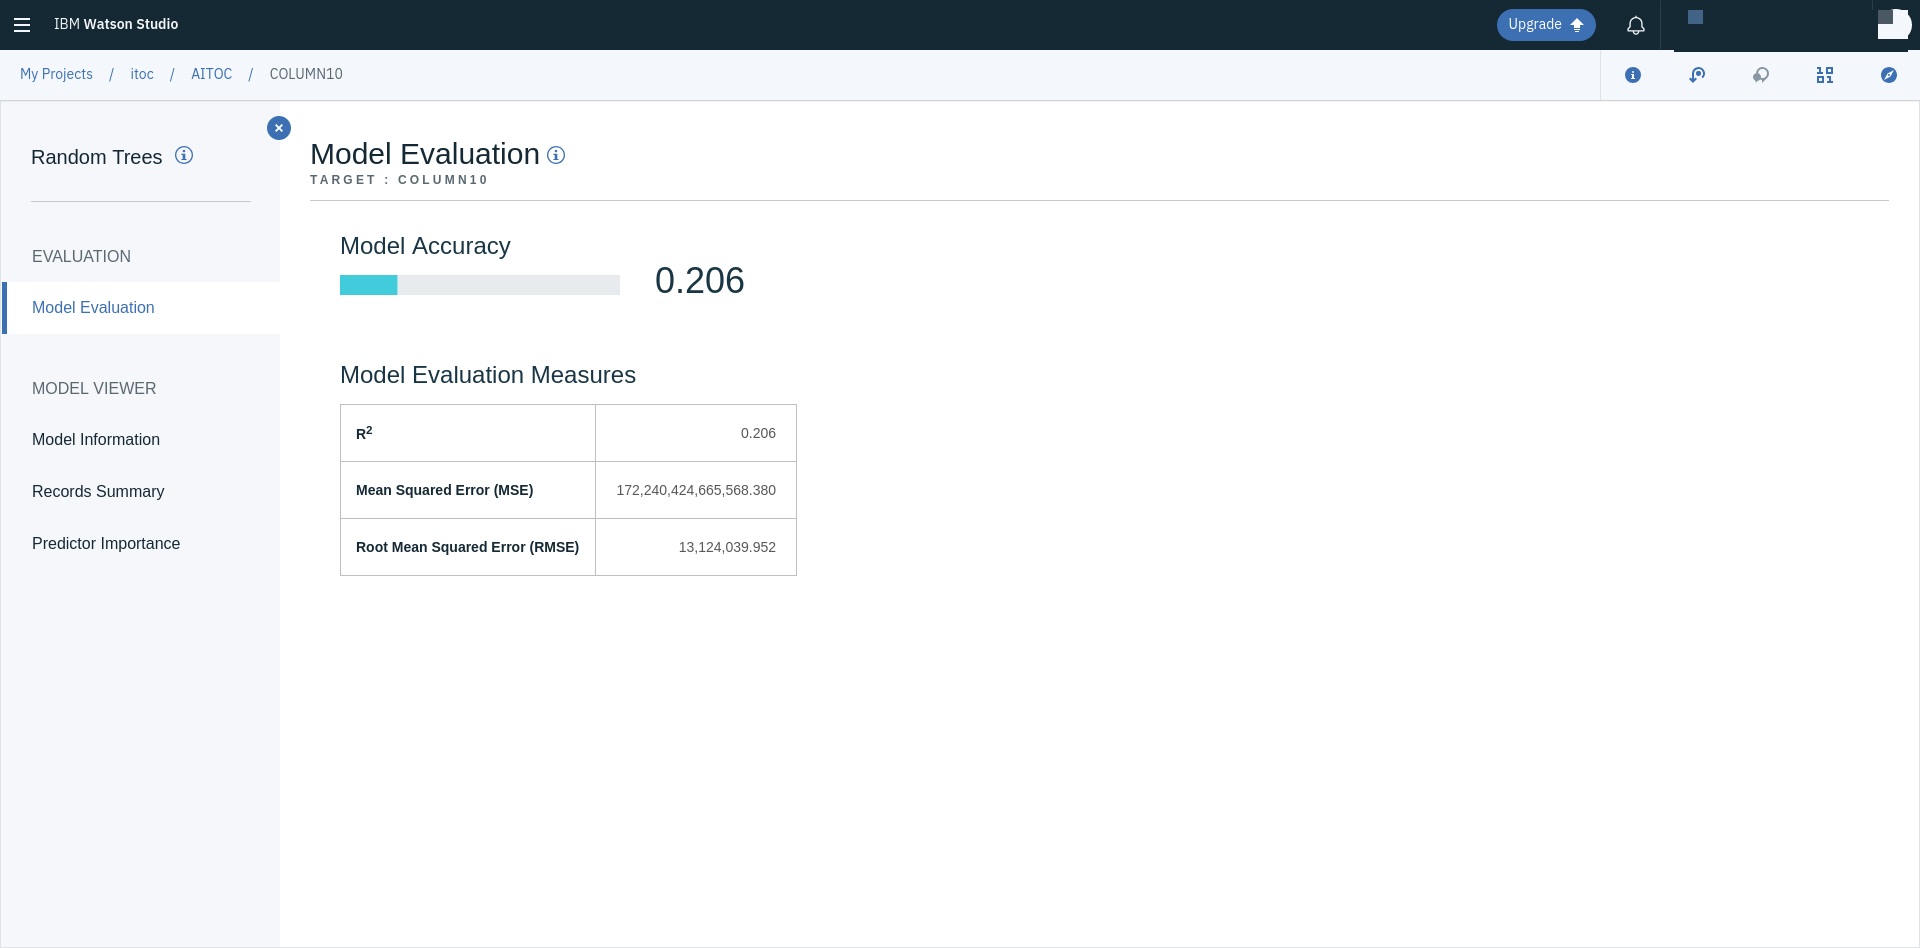 IBM Watson Studio
Upgrade
My Projects / itoc / AITOC / COLUMN10
Random Trees
EVALUATION
Model Evaluation
MODEL VIEWER
Model Information
Records Summary
Predictor Importance
Model Evaluation
TARGET : COLUMN10
Model Accuracy
0.206
Model Evaluation Measures
R² 0.206
Mean Squared Error (MSE) 172,240,424,665,568.380
Root Mean Squared Error (RMSE) 13,124,039.952